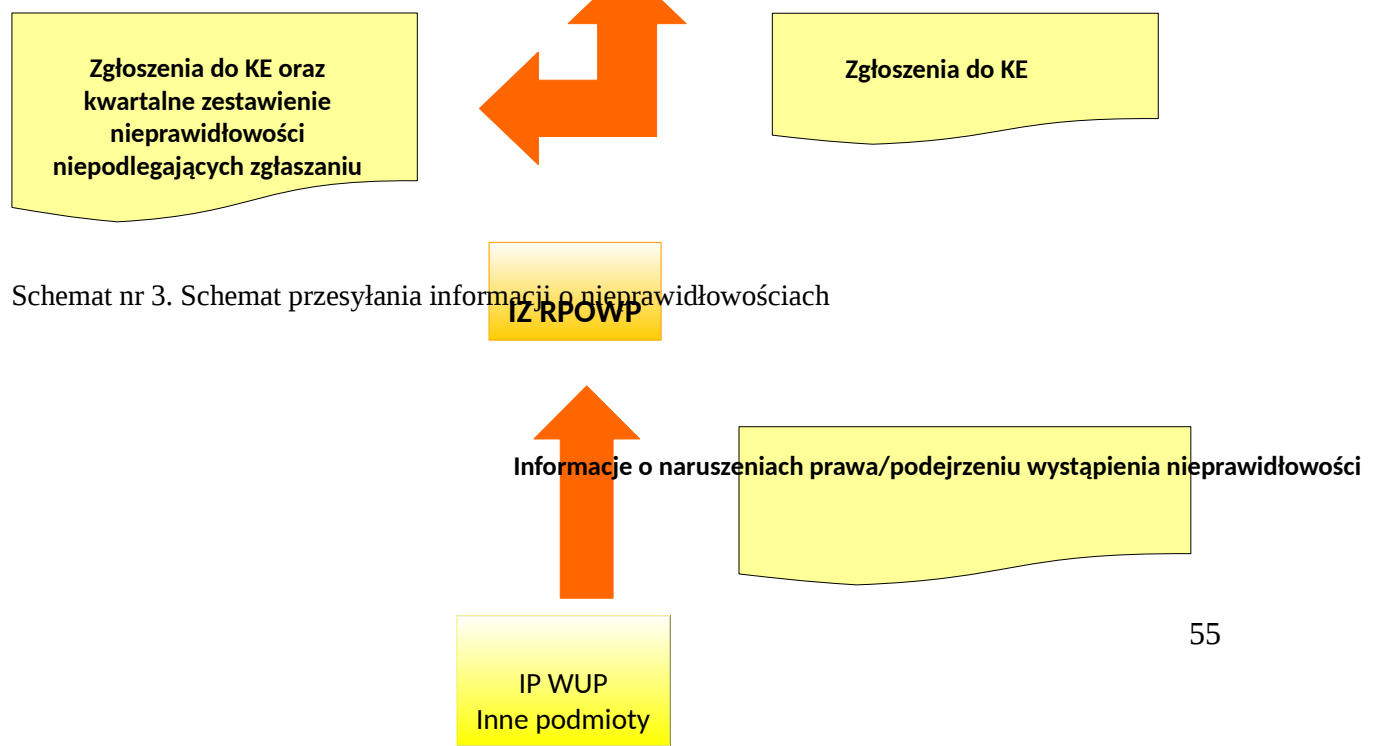 Zgłoszenia do KE oraz
kwartalne zestawienie
nieprawidłowości
niepodlegających zgłaszaniu
Zgłoszenia do KE
Schemat nr 3. Schemat przesyłania informacji o nieprawidłowościach
IZ RPOWP
Informacje o naruszeniach prawa/podejrzeniu wystąpienia nieprawidłowości
55
IP WUP
Inne podmioty